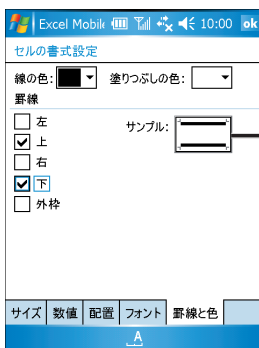 Excel Mobile 10:00 ok
セルの書式設定
線の色: 塗りつぶしの色:
罫線
左
サンプル:
上
右
下
外枠
サイズ 数値 配置 フォント 罫線と色
A